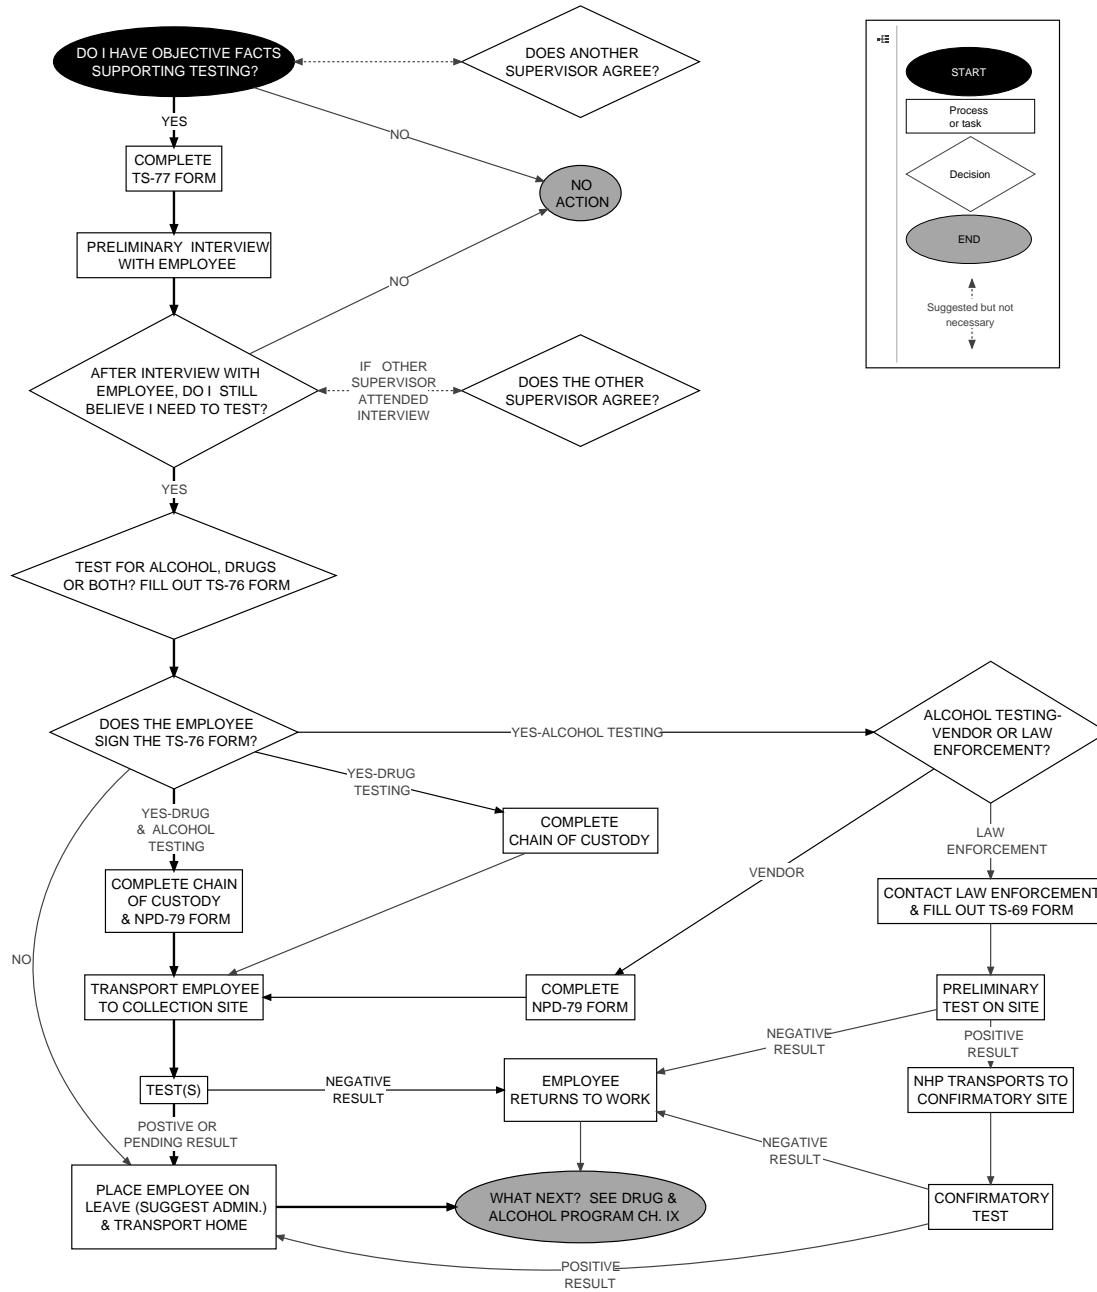 DO I HAVE OBJECTIVE FACTS
SUPPORTING TESTING?
DOES ANOTHER
SUPERVISOR AGREE?
START
Process
or task
Decision
END
Suggested but not
necessary
YES
NO
COMPLETE
TS-77 FORM
NO
ACTION
PRELIMINARY INTERVIEW
WITH EMPLOYEE
NO
AFTER INTERVIEW WITH
EMPLOYEE, DO I STILL
BELIEVE I NEED TO TEST?
IF OTHER
SUPERVISOR
ATTENDED
INTERVIEW
DOES THE OTHER
SUPERVISOR AGREE?
YES
TEST FOR ALCOHOL, DRUGS
OR BOTH? FILL OUT TS-76 FORM
DOES THE EMPLOYEE
SIGN THE TS-76 FORM?
YES-ALCOHOL TESTING
ALCOHOL TESTING-
VENDOR OR LAW
ENFORCEMENT?
YES-DRUG
TESTING
YES-DRUG
& ALCOHOL
TESTING
COMPLETE
CHAIN OF CUSTODY
LAW
ENFORCEMENT
VENDOR
COMPLETE CHAIN
OF CUSTODY
& NPD-79 FORM
CONTACT LAW ENFORCEMENT
& FILL OUT TS-69 FORM
NO
TRANSPORT EMPLOYEE
TO COLLECTION SITE
COMPLETE
NPD-79 FORM
PRELIMINARY
TEST ON SITE
NEGATIVE
RESULT
POSITIVE
RESULT
TEST(S)
NEGATIVE
RESULT
EMPLOYEE
RETURNS TO WORK
NHP TRANSPORTS TO
CONFIRMATORY SITE
POSTIVE OR
PENDING RESULT
NEGATIVE
RESULT
PLACE EMPLOYEE ON
LEAVE (SUGGEST ADMIN.)
& TRANSPORT HOME
WHAT NEXT? SEE DRUG &
ALCOHOL PROGRAM CH. IX
CONFIRMATORY
TEST
POSITIVE
RESULT